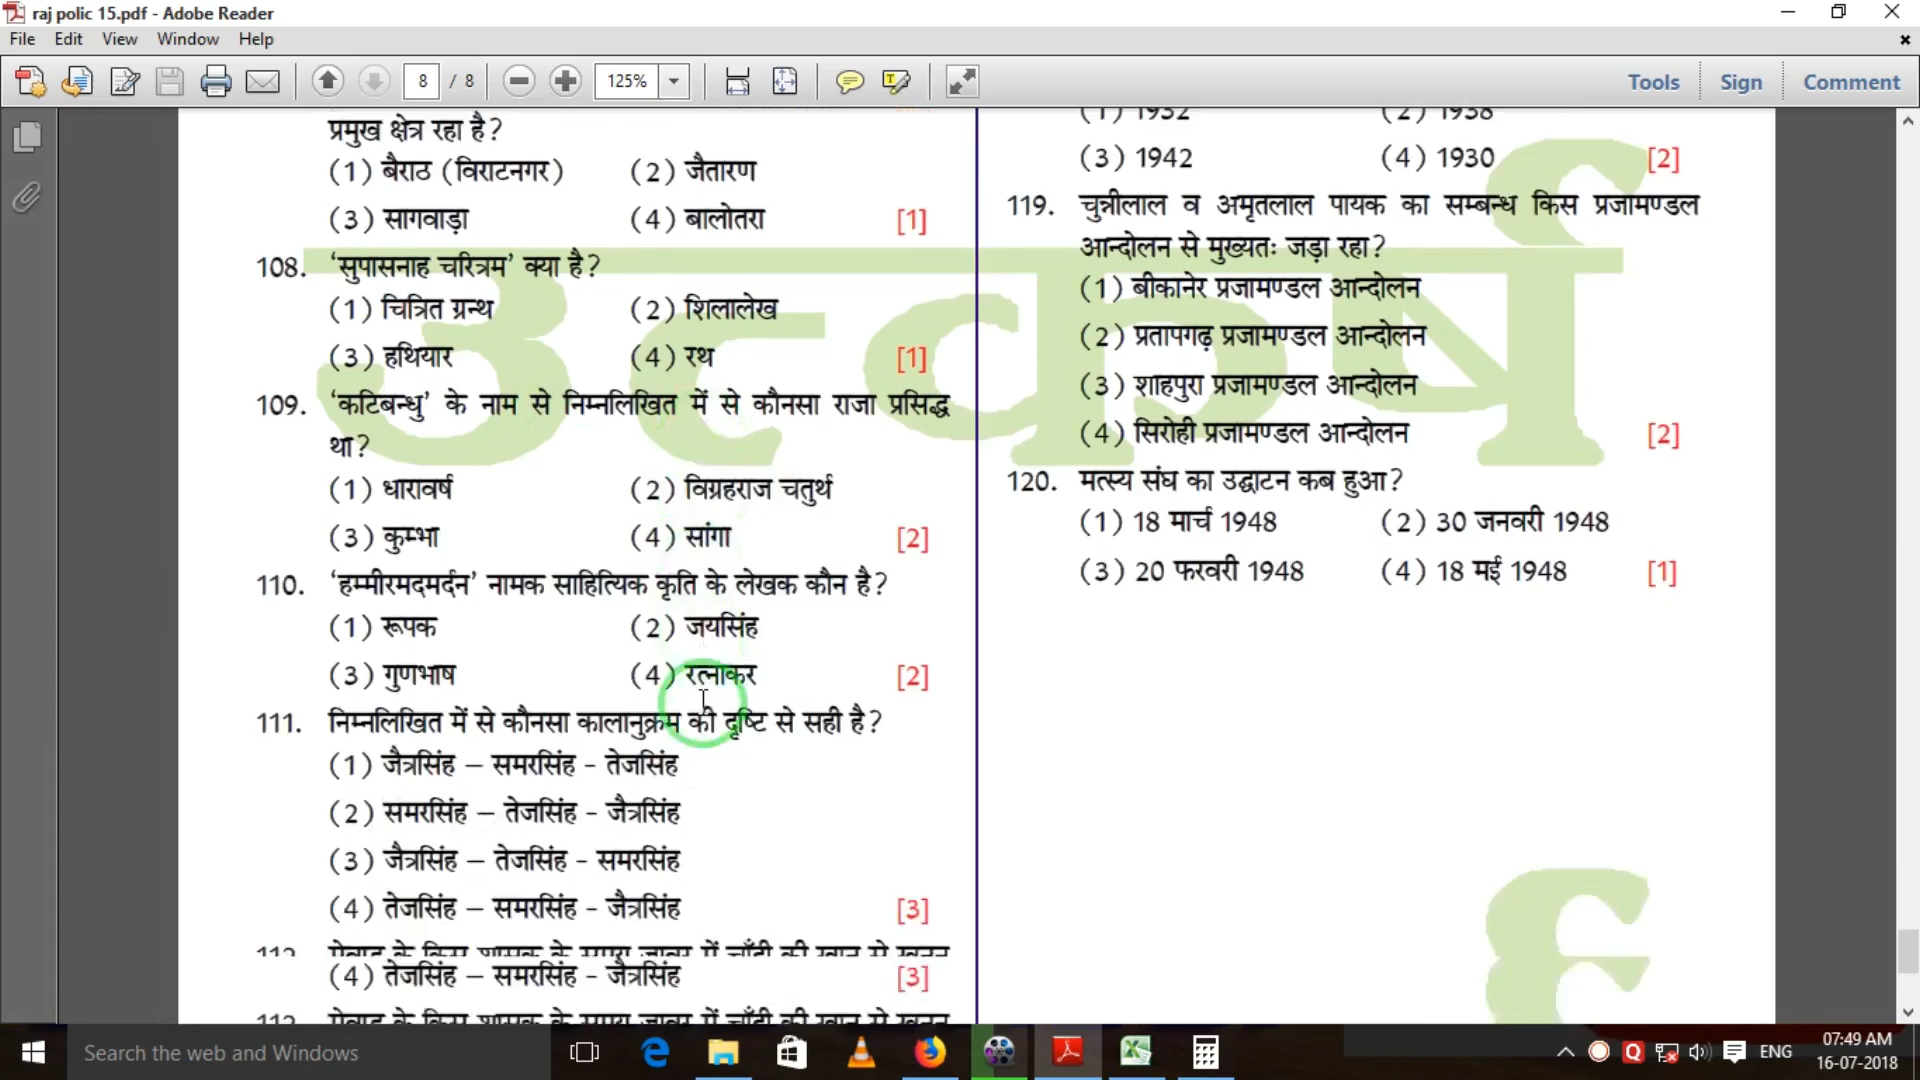 raj polic 15.pdf - Adobe Reader
File Edit View Window Help
8 / 8 125% Tools Sign Comment
प्रमुख क्षेत्र रहा है?
(1) बैराठ (विराटनगर) (2) जैतारण
(3) सागवाड़ा (4) बालोतरा [1]
108. ‘सुपासनाह चरित्रम’ क्या है?
(1) चित्रित ग्रन्थ (2) शिलालेख
(3) हथियार (4) रथ [1]
109. ‘कटिबन्धु’ के नाम से निम्नलिखित में से कौनसा राजा प्रसिद्ध
था?
(1) धारावर्ष (2) विग्रहराज चतुर्थ
(3) कुम्भा (4) सांगा [2]
110. ‘हम्मीरमदमर्दन’ नामक साहित्यिक कृति के लेखक कौन है?
(1) रूपक (2) जयसिंह
(3) गुणभाष (4) रत्नाकर [2]
111. निम्नलिखित में से कौनसा कालानुक्रम की दृष्टि से सही है?
(1) जैत्रसिंह – समरसिंह - तेजसिंह
(2) समरसिंह – तेजसिंह - जैत्रसिंह
(3) जैत्रसिंह – तेजसिंह - समरसिंह
(4) तेजसिंह – समरसिंह - जैत्रसिंह [3]
(4) तेजसिंह – समरसिंह - जैत्रसिंह [3]
(1) 1932 (2) 1938
(3) 1942 (4) 1930 [2]
119. चुन्नीलाल व अमृतलाल पायक का सम्बन्ध किस प्रजामण्डल
आन्दोलन से मुख्यतः जड़ा रहा?
(1) बीकानेर प्रजामण्डल आन्दोलन
(2) प्रतापगढ़ प्रजामण्डल आन्दोलन
(3) शाहपुरा प्रजामण्डल आन्दोलन
(4) सिरोही प्रजामण्डल आन्दोलन [2]
120. मत्स्य संघ का उद्घाटन कब हुआ?
(1) 18 मार्च 1948 (2) 30 जनवरी 1948
(3) 20 फरवरी 1948 (4) 18 मई 1948 [1]
उत्कर्ष
Search the web and Windows
ENG
07:49 AM
16-07-2018